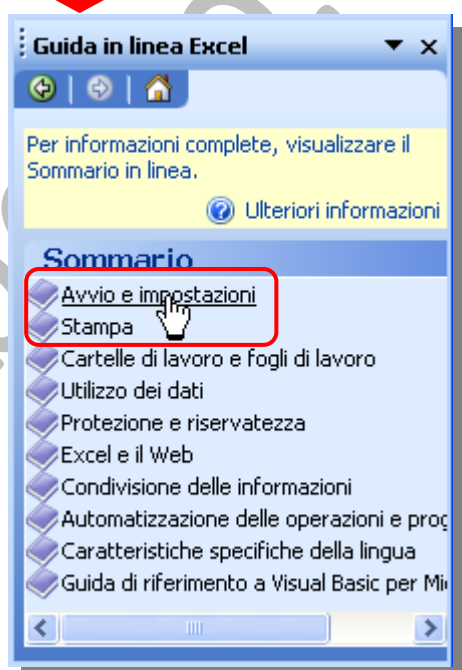 Guida in linea Excel
Per informazioni complete, visualizzare il
Sommario in linea.
Ulteriori informazioni
Sommario
Avvio e impostazioni
Stampa
Cartelle di lavoro e fogli di lavoro
Utilizzo dei dati
Protezione e riservatezza
Excel e il Web
Condivisione delle informazioni
Automatizzazione delle operazioni e prog
Caratteristiche specifiche della lingua
Guida di riferimento a Visual Basic per Mi